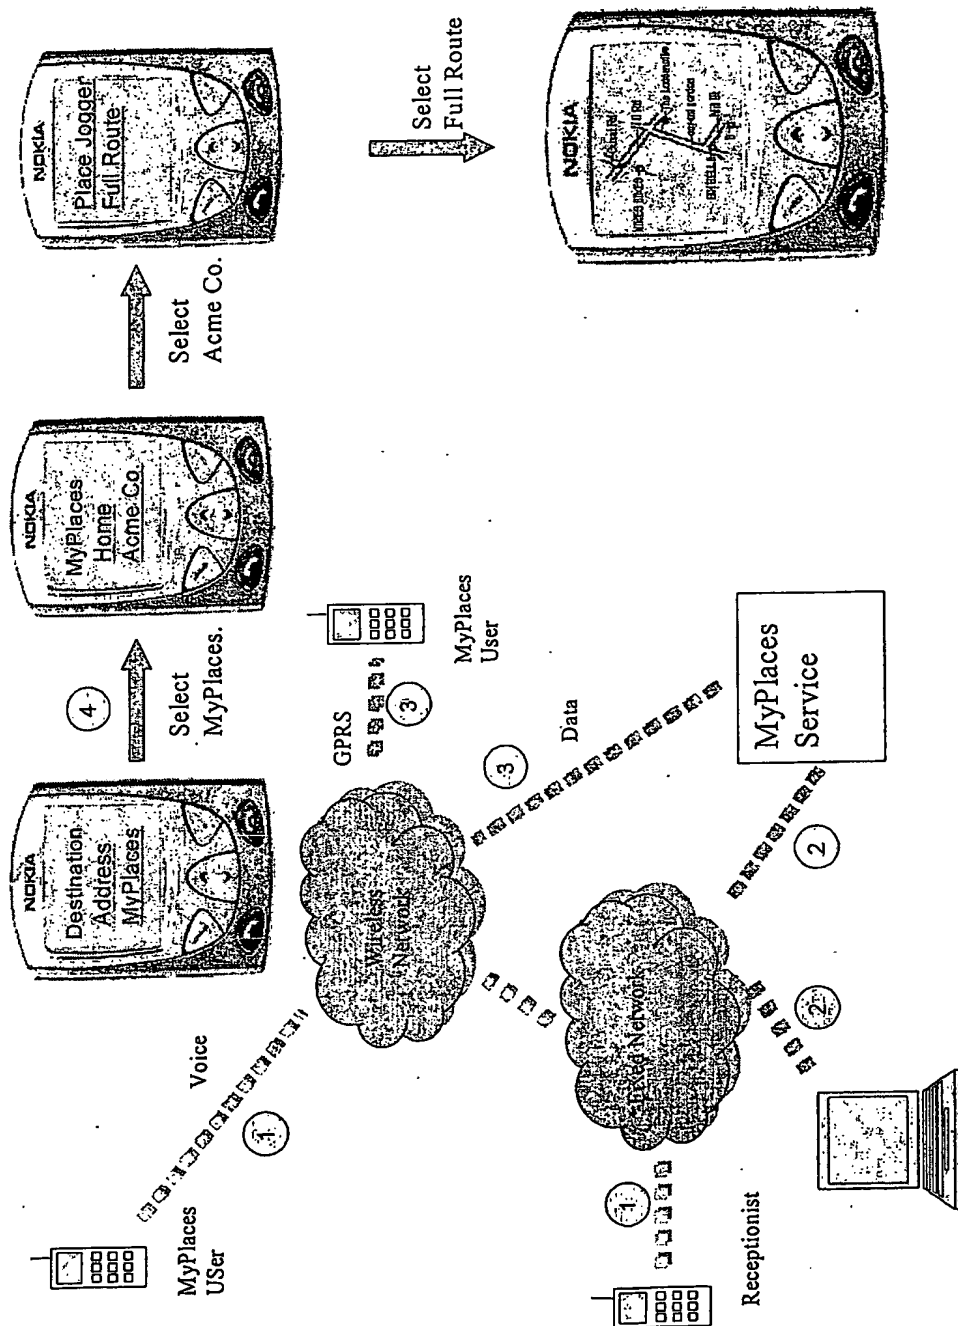 NOKIA
Destination
Address
MyPlaces
4
Select
MyPlaces.
NOKIA
MyPlaces
Home
Acme Co.
Select
Acme Co.
NOKIA
Place Jogger
Full Route
Select
Full Route
NOKIA
MyPlaces
USer
Voice
1
Wireless
Network
GPRS
3
MyPlaces
User
3
Data
1
Receptionist
Fixed Network
2
2
MyPlaces
Service